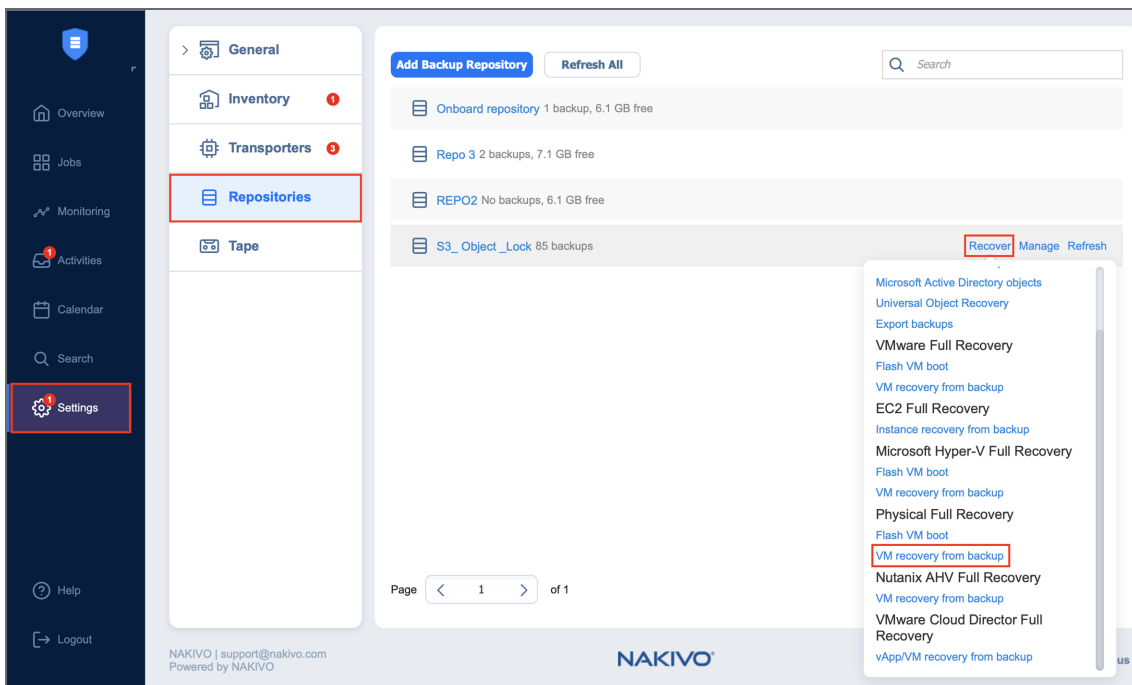 Overview
Jobs
Monitoring
1
Activities
Calendar
Search
1
Settings
Help
Logout
General
Inventory 1
Transporters 3
Repositories
Tape
Add Backup Repository Refresh All Search
Onboard repository 1 backup, 6.1 GB free
Repo 3 2 backups, 7.1 GB free
REPO2 No backups, 6.1 GB free
S3_ Object _Lock 85 backups Recover Manage Refresh
Microsoft Active Directory objects
Universal Object Recovery
Export backups
VMware Full Recovery
Flash VM boot
VM recovery from backup
EC2 Full Recovery
Instance recovery from backup
Microsoft Hyper-V Full Recovery
Flash VM boot
VM recovery from backup
Physical Full Recovery
Flash VM boot
VM recovery from backup
Nutanix AHV Full Recovery
VM recovery from backup
VMware Cloud Director Full
Recovery
vApp/VM recovery from backup
Page 1 of 1
NAKIVO | support@nakivo.com
Powered by NAKIVO
NAKIVO®
us